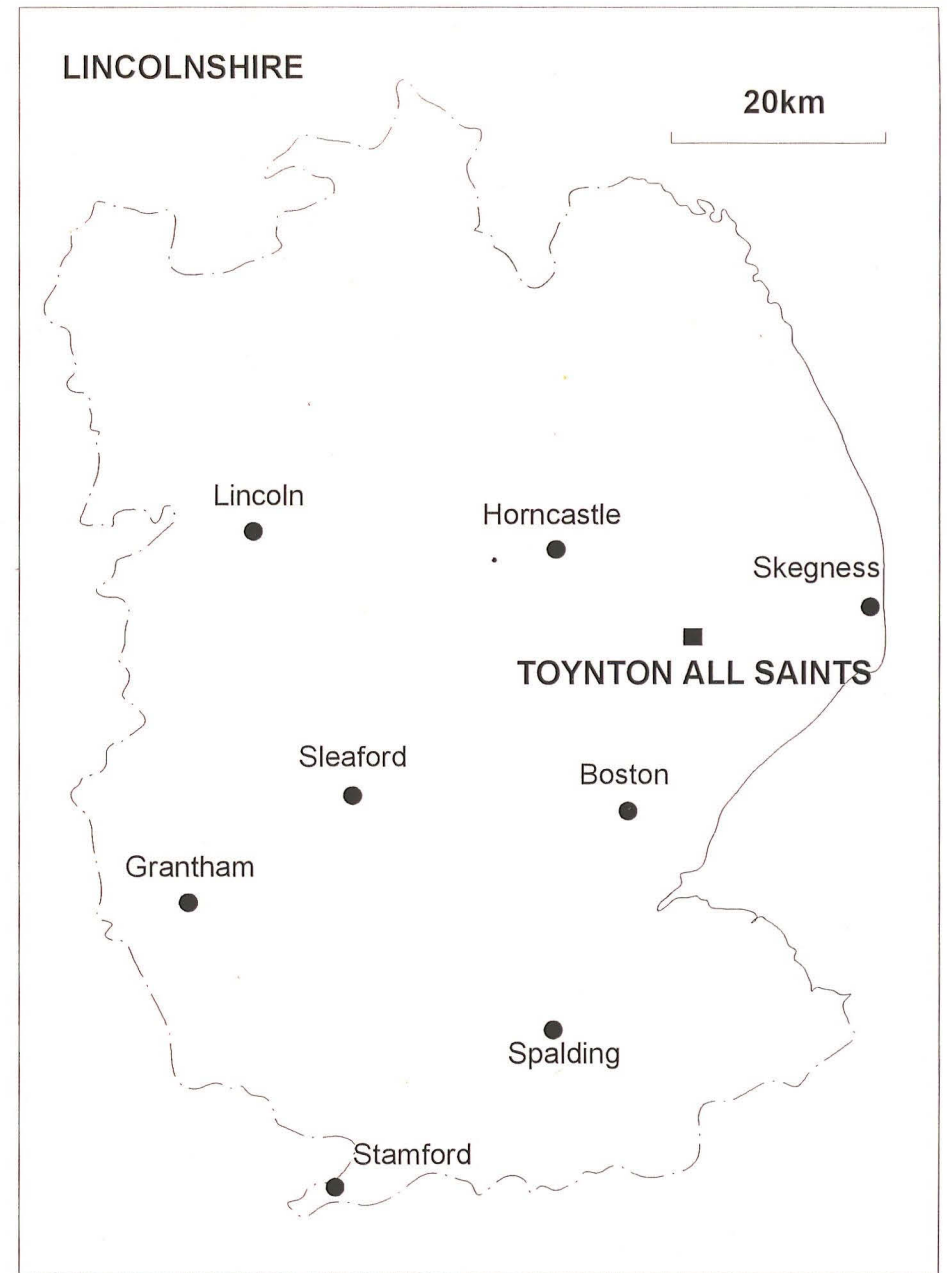 LINCOLNSHIRE
20km
Lincoln
Horncastle
Skegness
TOYNTON ALL SAINTS
Sleaford
Boston
Grantham
Spalding
Stamford